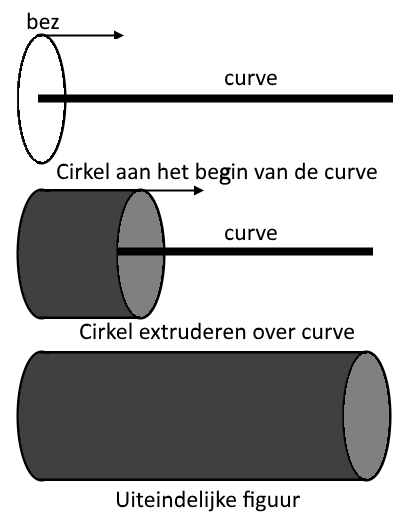 bez
curve
Cirkel aan het begin van de curve
curve
Cirkel extruderen over curve
Uiteindelijke figuur